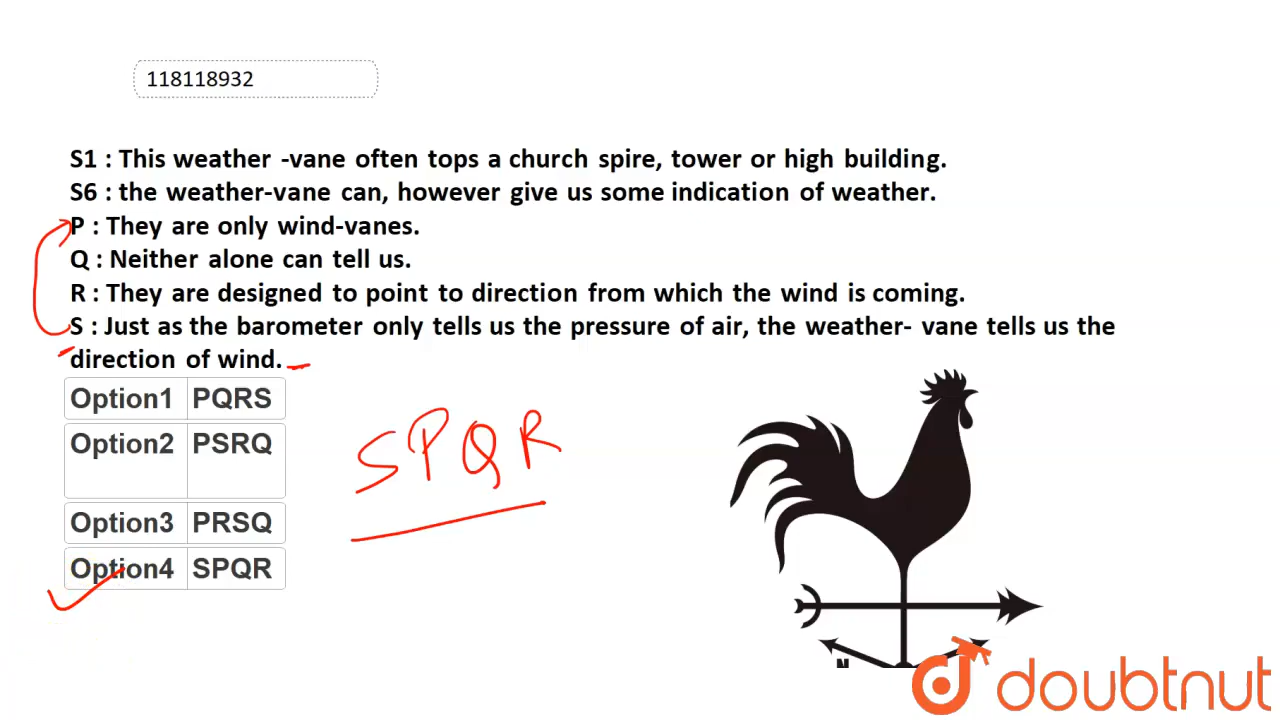 118118932
S1 : This weather -vane often tops a church spire, tower or high building.
S6 : the weather-vane can, however give us some indication of weather.
P : They are only wind-vanes.
Q : Neither alone can tell us.
R : They are designed to point to direction from which the wind is coming.
S : Just as the barometer only tells us the pressure of air, the weather- vane tells us the
direction of wind.
Option1 PQRS
Option2 PSRQ
Option3 PRSQ
Option4 SPQR
SPQR
N
doubtnut